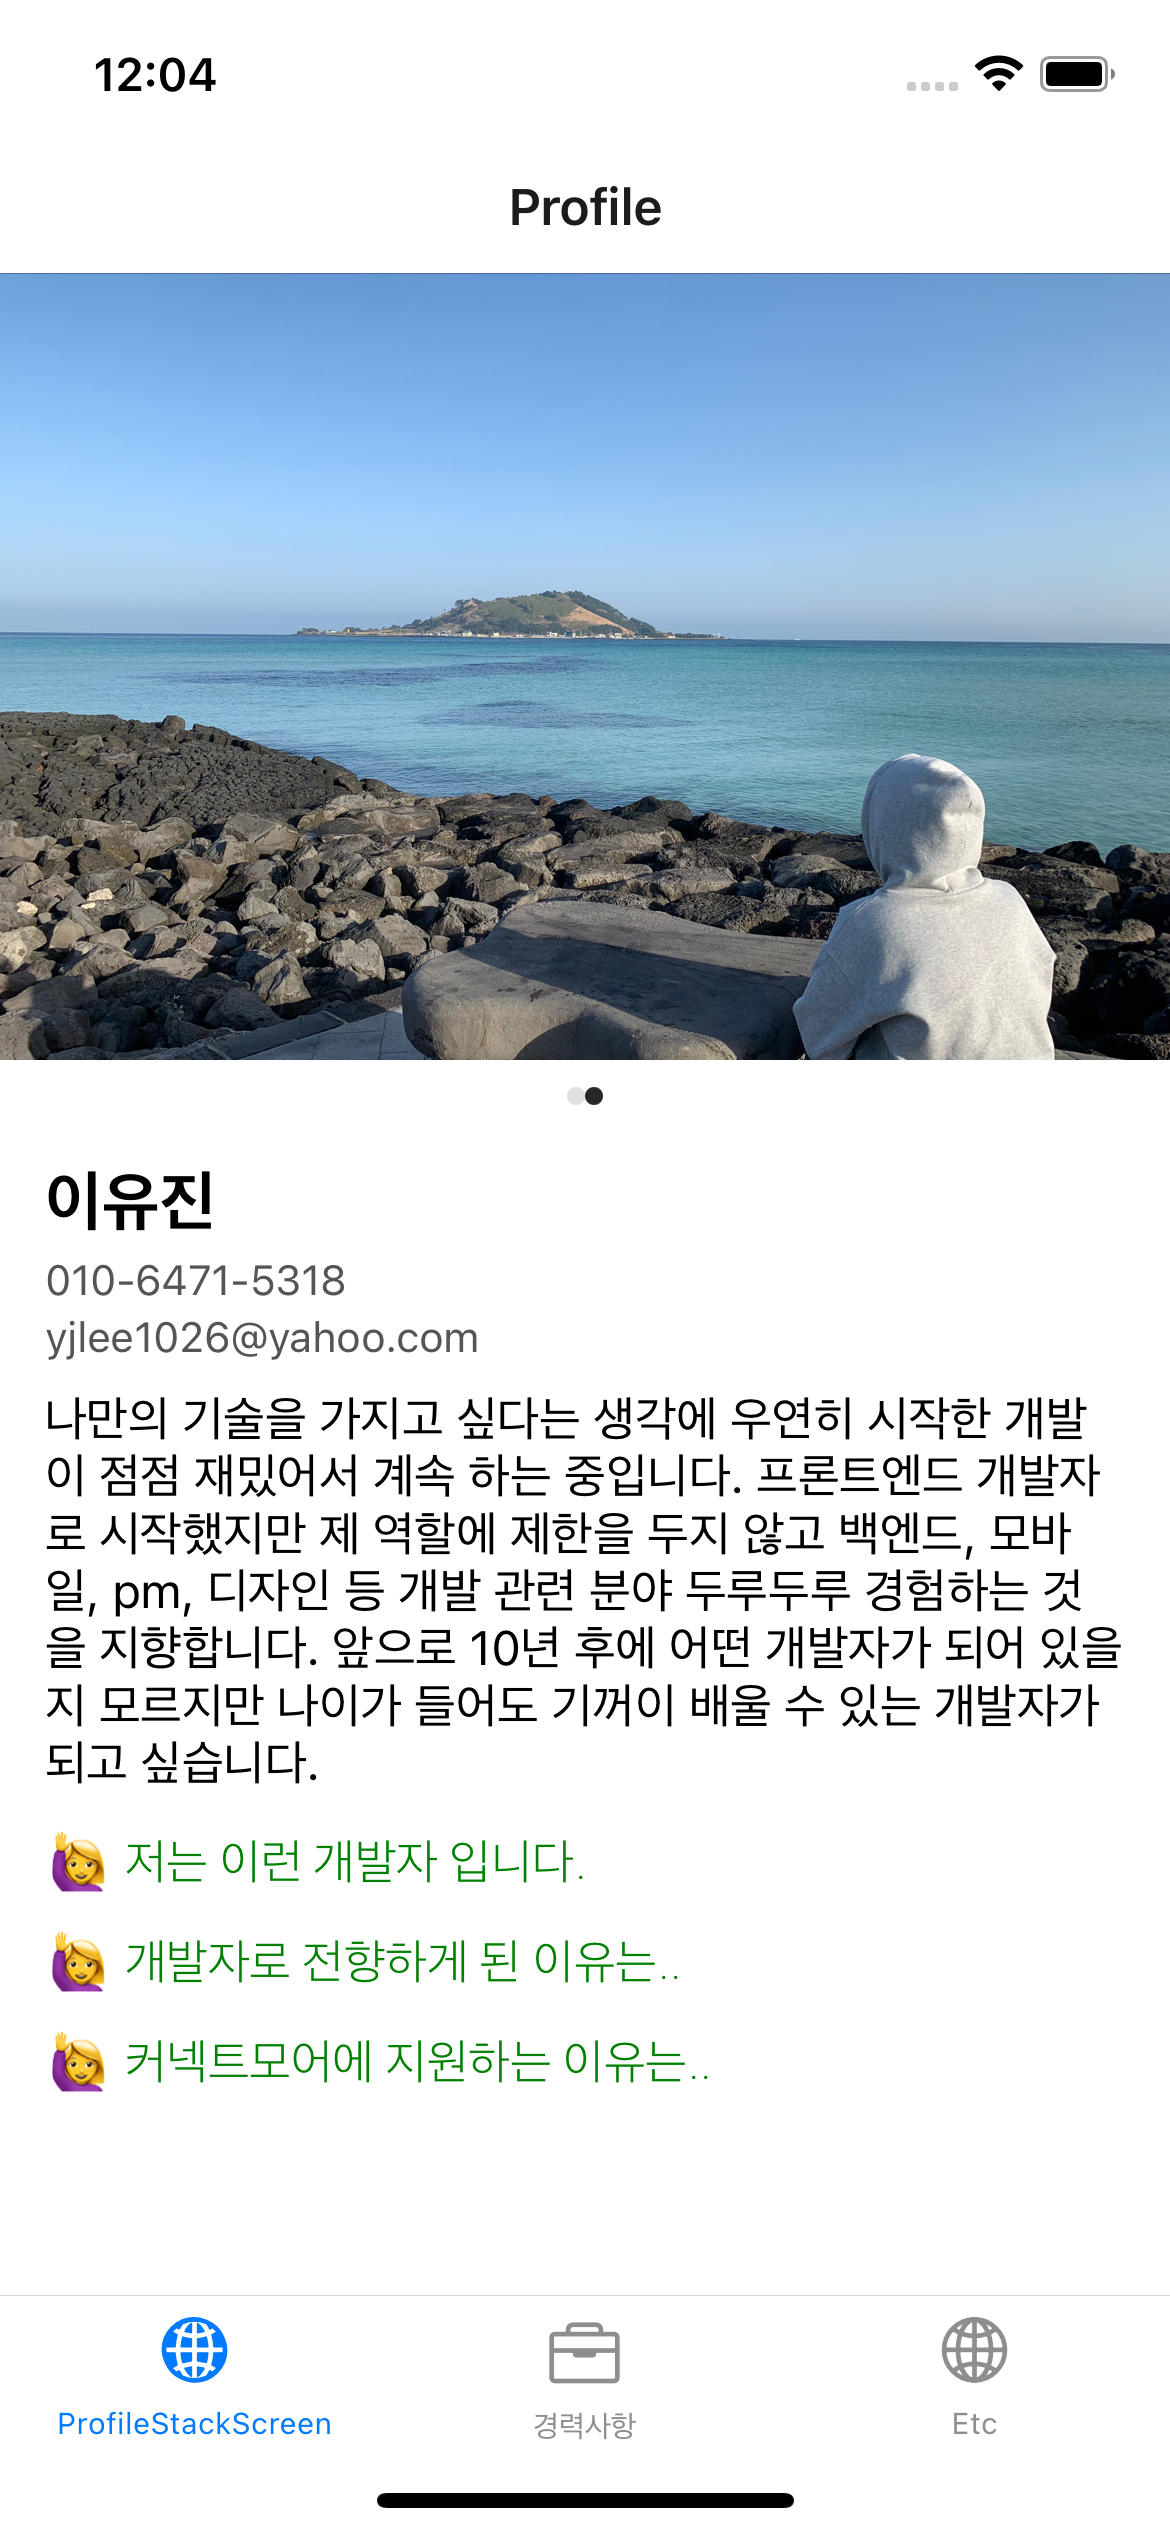 12:04
Profile
이유진
010-6471-5318
yjlee1026@yahoo.com
나만의 기술을 가지고 싶다는 생각에 우연히 시작한 개발
이 점점 재밌어서 계속 하는 중입니다. 프론트엔드 개발자
로 시작했지만 제 역할에 제한을 두지 않고 백엔드, 모바
일, pm, 디자인 등 개발 관련 분야 두루두루 경험하는 것
을 지향합니다. 앞으로 10년 후에 어떤 개발자가 되어 있을
지 모르지만 나이가 들어도 기꺼이 배울 수 있는 개발자가
되고 싶습니다.
🙋‍♀️ 저는 이런 개발자 입니다.
🙋‍♀️ 개발자로 전향하게 된 이유는..
🙋‍♀️ 커넥트모어에 지원하는 이유는..
ProfileStackScreen
경력사항
Etc